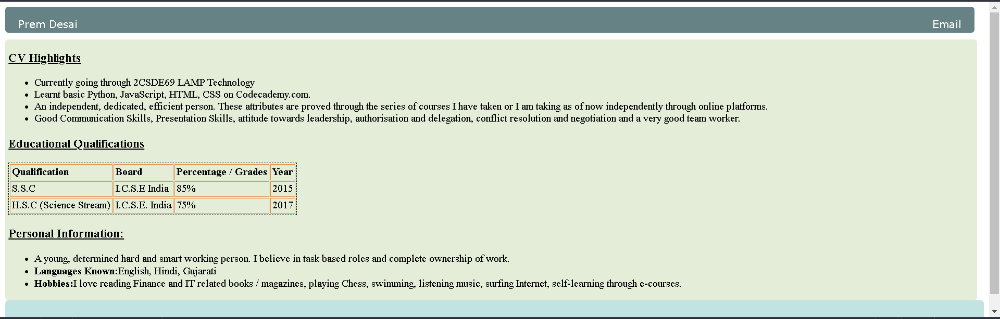 Prem Desai Email
CV Highlights
Currently going through 2CSDE69 LAMP Technology
Learnt basic Python, JavaScript, HTML, CSS on Codecademy.com.
An independent, dedicated, efficient person. These attributes are proved through the series of courses I have taken or I am taking as of now independently through online platforms.
Good Communication Skills, Presentation Skills, attitude towards leadership, authorisation and delegation, conflict resolution and negotiation and a very good team worker.
Educational Qualifications
Qualification Board Percentage / Grades Year
S.S.C I.C.S.E India 85% 2015
H.S.C (Science Stream) I.C.S.E. India 75% 2017
Personal Information:
A young, determined hard and smart working person. I believe in task based roles and complete ownership of work.
Languages Known:English, Hindi, Gujarati
Hobbies:I love reading Finance and IT related books / magazines, playing Chess, swimming, listening music, surfing Internet, self-learning through e-courses.